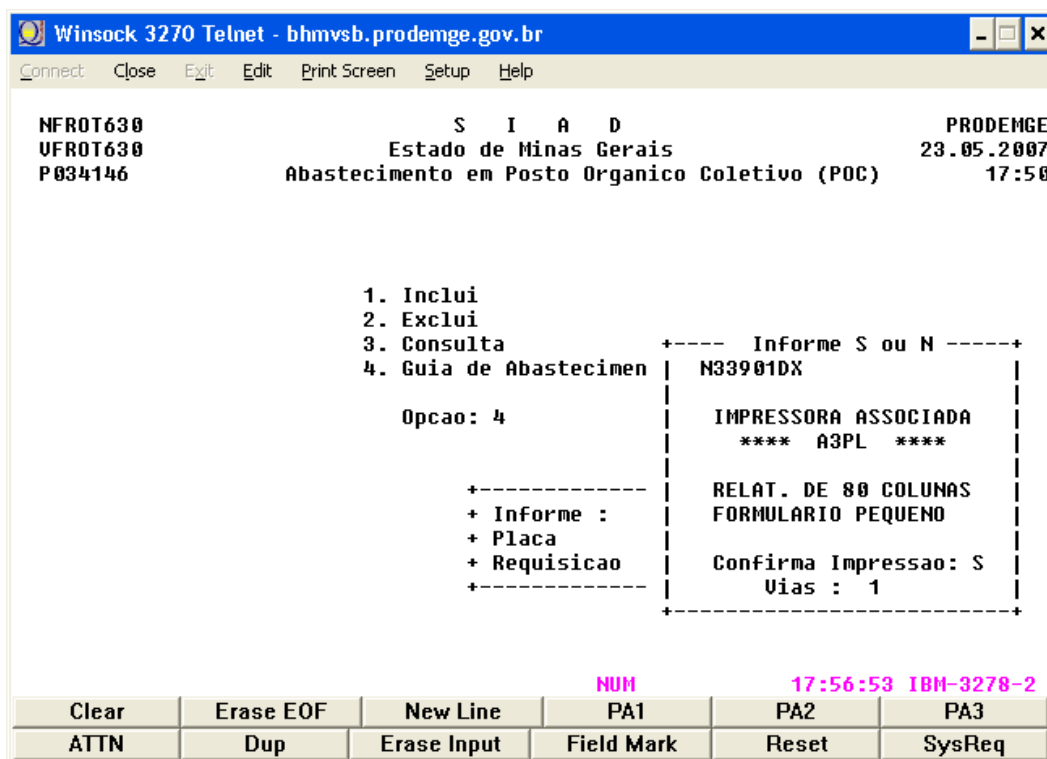 Winsock 3270 Telnet - bhmvsb.prodemge.gov.br
Connect Close Exit Edit Print Screen Setup Help
NFROT630 S I A D PRODEMGE
VFROT630 Estado de Minas Gerais 23.05.2007
P034146 Abastecimento em Posto Organico Coletivo (POC) 17:50
1. Inclui
2. Exclui
3. Consulta +---- Informe S ou N -----+
4. Guia de Abastecimen | N33901DX |
| |
Opcao: 4 | IMPRESSORA ASSOCIADA |
| **** A3PL **** |
| |
+------------- | RELAT. DE 80 COLUNAS |
+ Informe : | FORMULARIO PEQUENO |
+ Placa | |
+ Requisicao | Confirma Impressao: S |
+------------- | Vias : 1 |
+--------------------------+
NUM 17:56:53 IBM-3278-2
Clear Erase EOF New Line PA1 PA2 PA3
ATTN Dup Erase Input Field Mark Reset SysReq